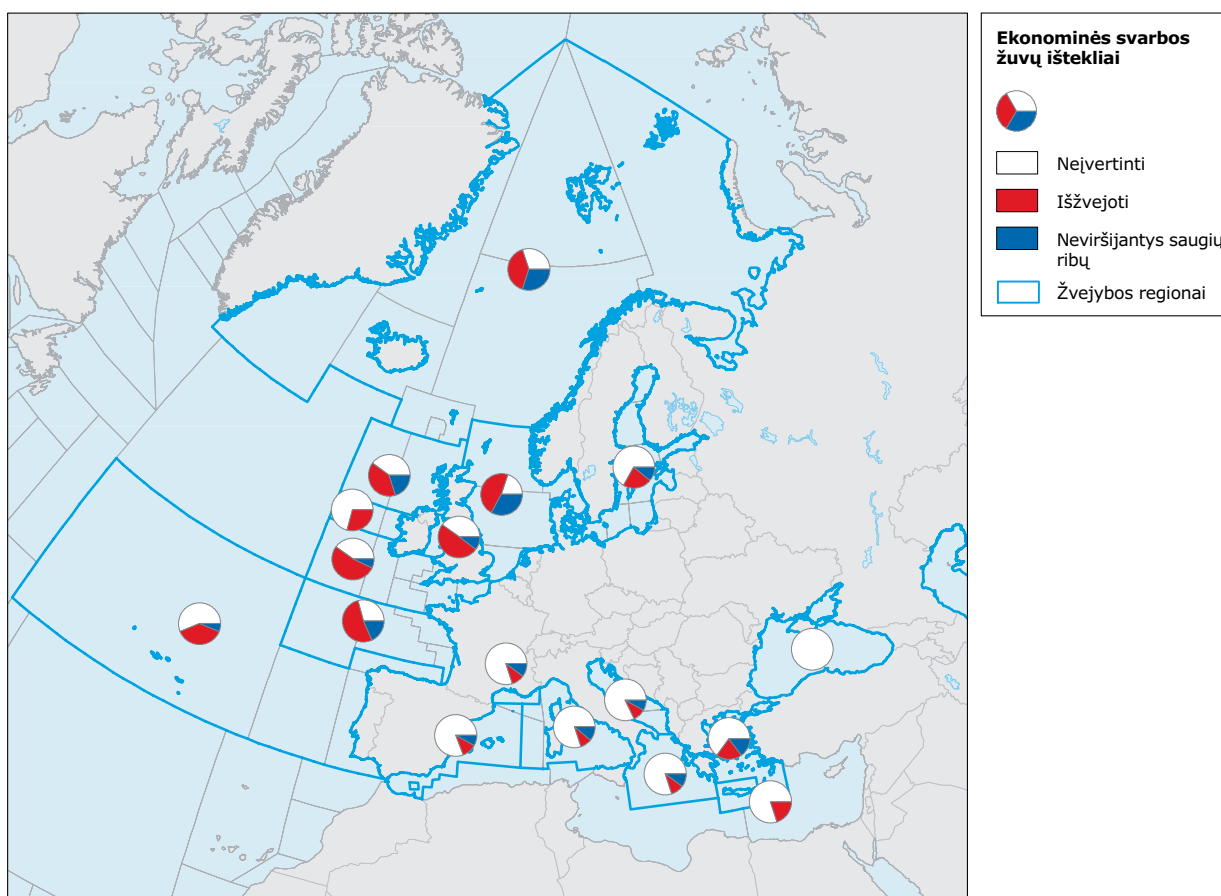 Ekonominės svarbos
žuvų ištekliai
Neįvertinti
Išžvejoti
Neviršijantys saugių
ribų
Žvejybos regionai